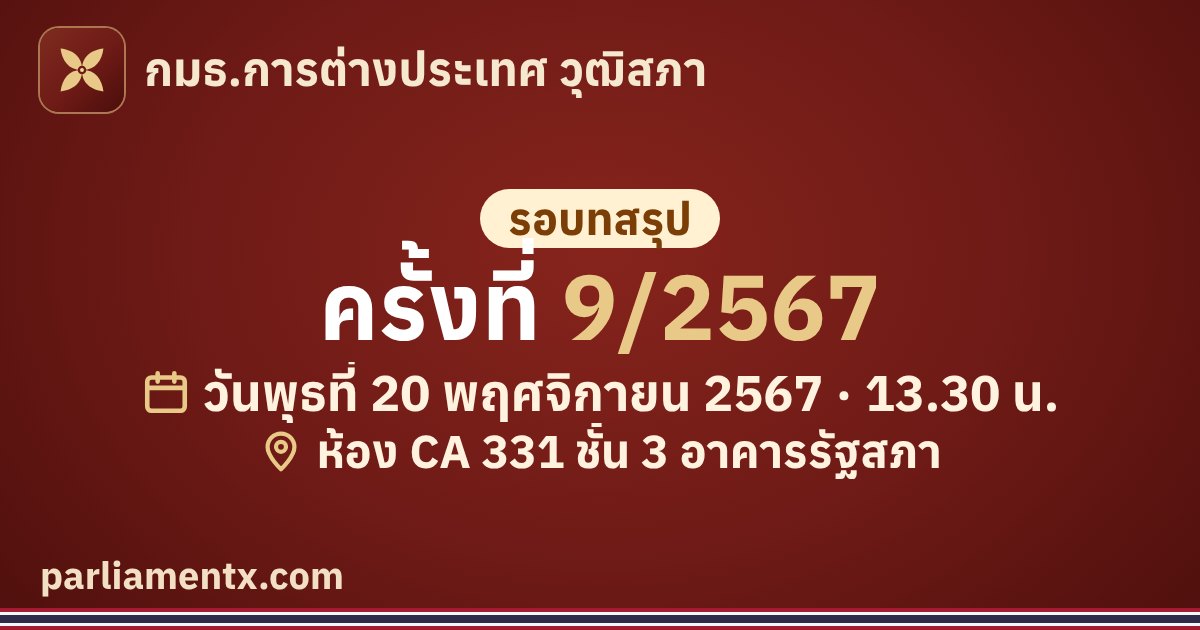 กมธ.การต่างประเทศ วุฒิสภา
รอบทสรุป
ครั้งที่ 9/2567
วันพุธที่ 20 พฤศจิกายน 2567 · 13.30 น.
ห้อง CA 331 ชั้น 3 อาคารรัฐสภา
parliamentx.com